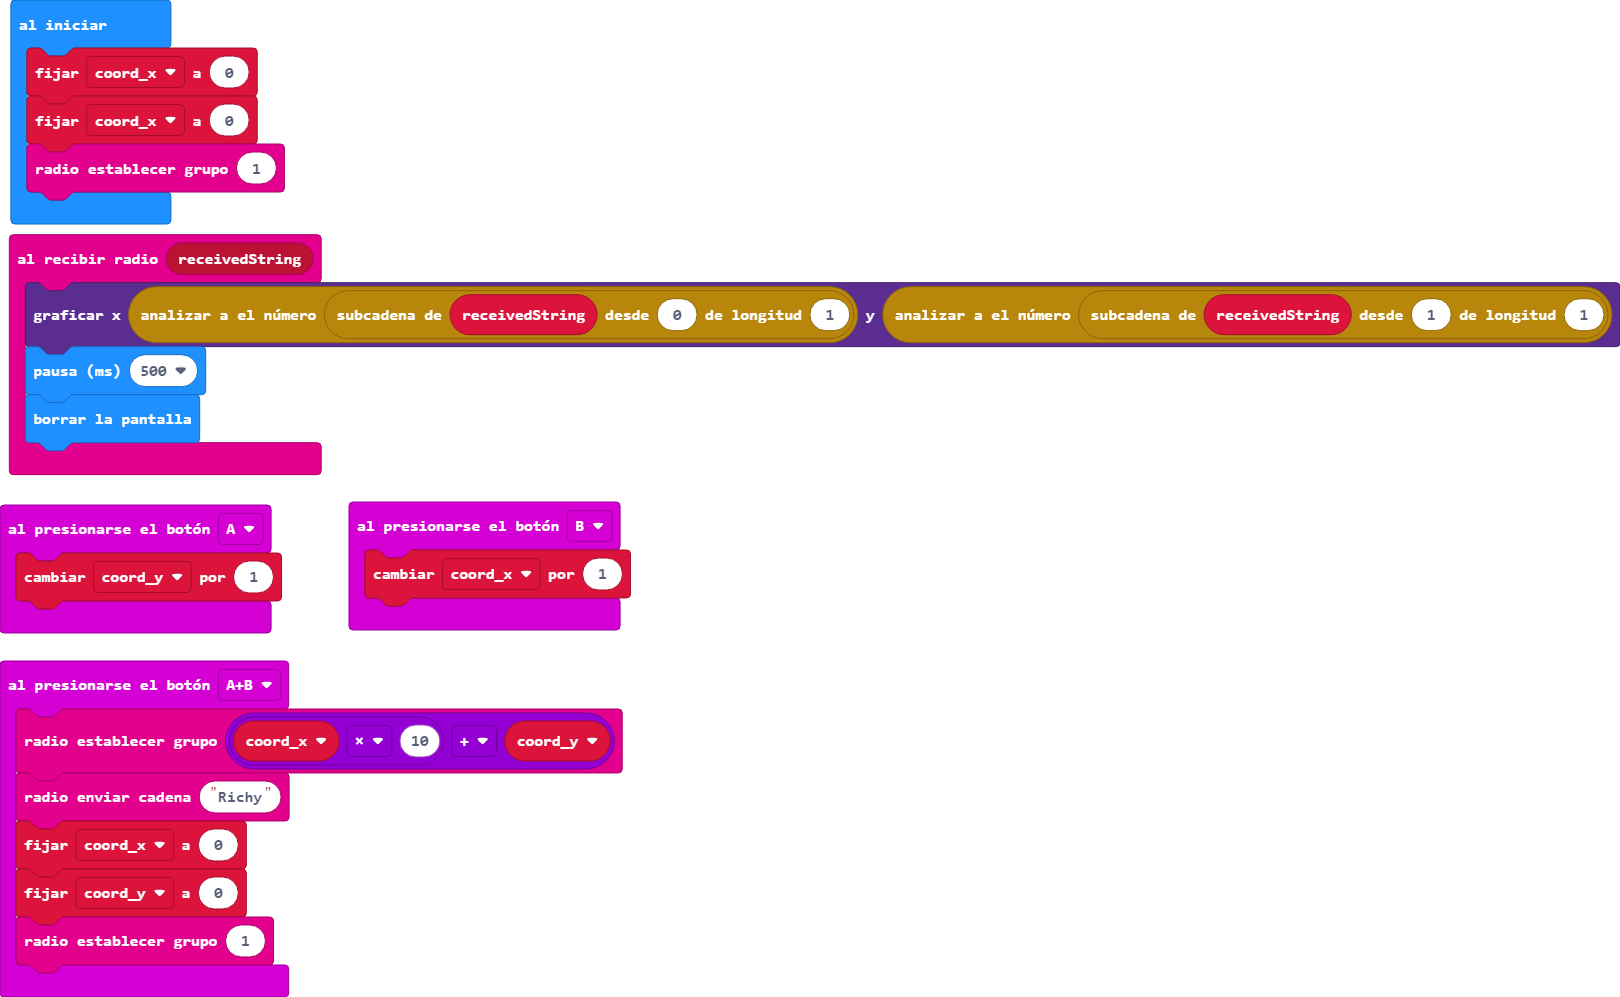 al iniciar
fijar coord_x a 0
fijar coord_x a 0
radio establecer grupo 1
al recibir radio receivedString
graficar x analizar a el número subcadena de receivedString desde 0 de longitud 1 y analizar a el número subcadena de receivedString desde 1 de longitud 1
pausa (ms) 500
borrar la pantalla
al presionarse el botón A
cambiar coord_y por 1
al presionarse el botón B
cambiar coord_x por 1
al presionarse el botón A+B
radio establecer grupo coord_x × 10 + coord_y
radio enviar cadena "Richy"
fijar coord_x a 0
fijar coord_y a 0
radio establecer grupo 1